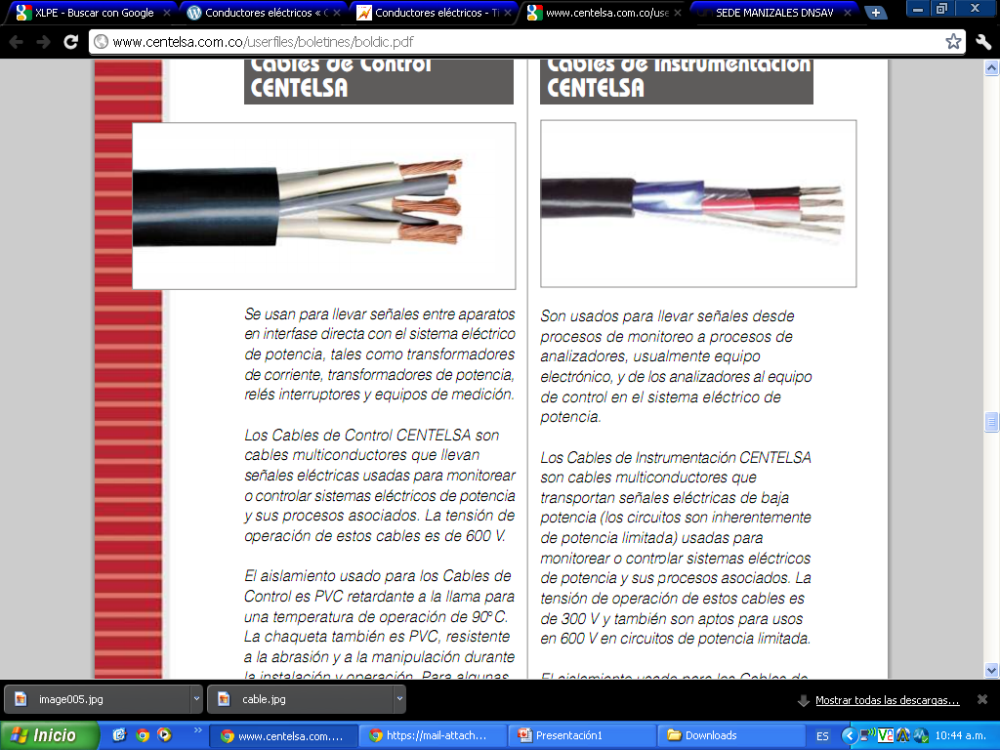 XLPE - Buscar con Google
Conductores eléctricos « C
Conductores eléctricos - Ti
www.centelsa.com.co/use
SEDE MANIZALES DNSAV
www.centelsa.com.co/userfiles/boletines/boldic.pdf
Cables de Control
CENTELSA
Se usan para llevar señales entre aparatos
en interfase directa con el sistema eléctrico
de potencia, tales como transformadores
de corriente, transformadores de potencia,
relés interruptores y equipos de medición.
Los Cables de Control CENTELSA son
cables multiconductores que llevan
señales eléctricas usadas para monitorear
o controlar sistemas eléctricos de potencia
y sus procesos asociados. La tensión de
operación de estos cables es de 600 V.
El aislamiento usado para los Cables de
Control es PVC retardante a la llama para
una temperatura de operación de 90°C.
La chaqueta también es PVC, resistente
a la abrasión y a la manipulación durante
la instalación y operación. Para algunas
Cables de Instrumentación
CENTELSA
Son usados para llevar señales desde
procesos de monitoreo a procesos de
analizadores, usualmente equipo
electrónico, y de los analizadores al equipo
de control en el sistema eléctrico de
potencia.
Los Cables de Instrumentación CENTELSA
son cables multiconductores que
transportan señales eléctricas de baja
potencia (los circuitos son inherentemente
de potencia limitada) usadas para
monitorear o controlar sistemas eléctricos
de potencia y sus procesos asociados. La
tensión de operación de estos cables es
de 300 V y también son aptos para usos
en 600 V en circuitos de potencia limitada.
El aislamiento usado para los Cables de
image005.jpg
cable.jpg
Mostrar todas las descargas...
Inicio
www.centelsa.com....
https://mail-attach...
Presentación1
Downloads
ES
10:44 a.m.